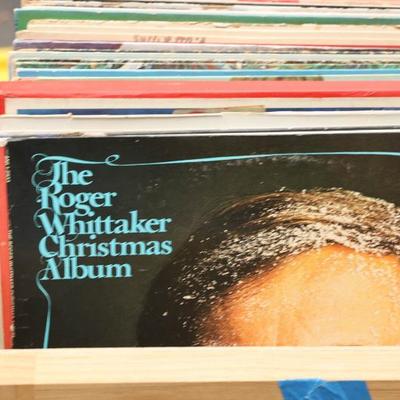 The
Roger
Whittaker
Christmas
Album